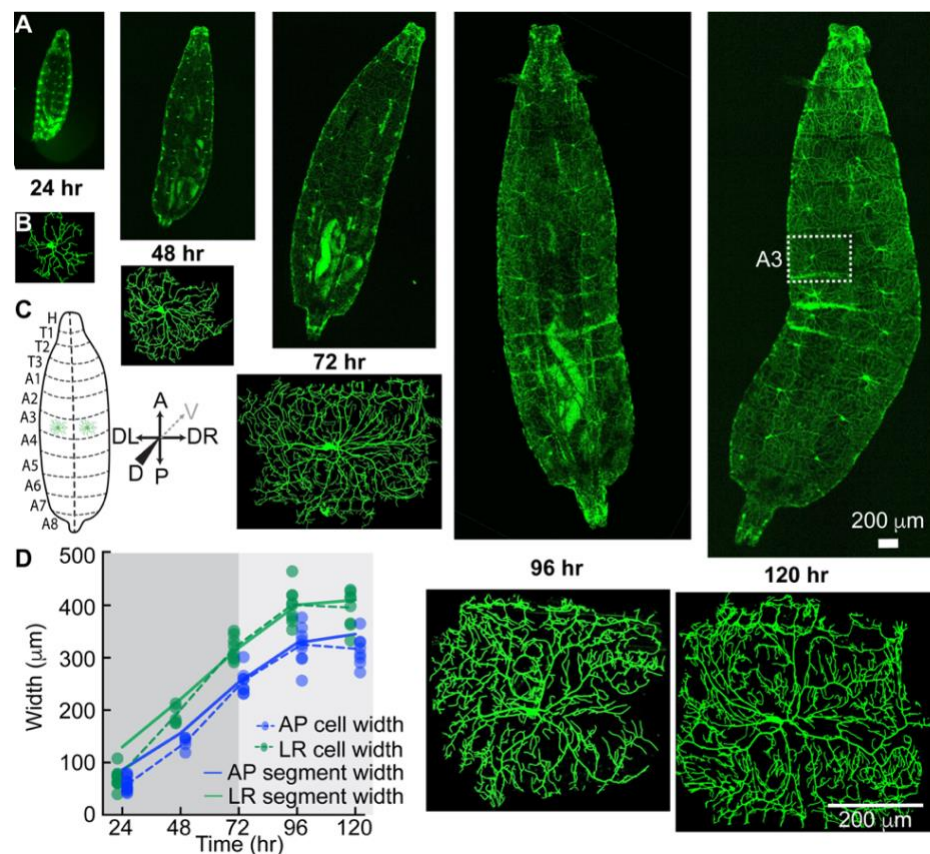 A
24 hr
B
48 hr
72 hr
A3
200 μm
96 hr
120 hr
C
H
T1
T2
T3
A1
A2
A3
A4
A5
A6
A7
A8
A
V
DL
DR
D
P
200 μm
D
500
400
300
200
100
0
Width (μm)
AP cell width
LR cell width
AP segment width
LR segment width
24 48 72 96 120
Time (hr)